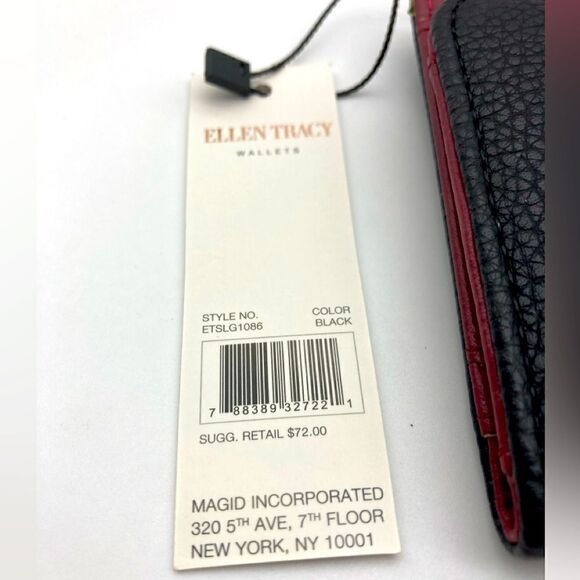 ELLEN TRACY
WALLETS
STYLE NO. COLOR
ETSLG1086 BLACK
7 88389 32722 1
SUGG. RETAIL $72.00
MAGID INCORPORATED
320 5TH AVE, 7TH FLOOR
NEW YORK, NY 10001